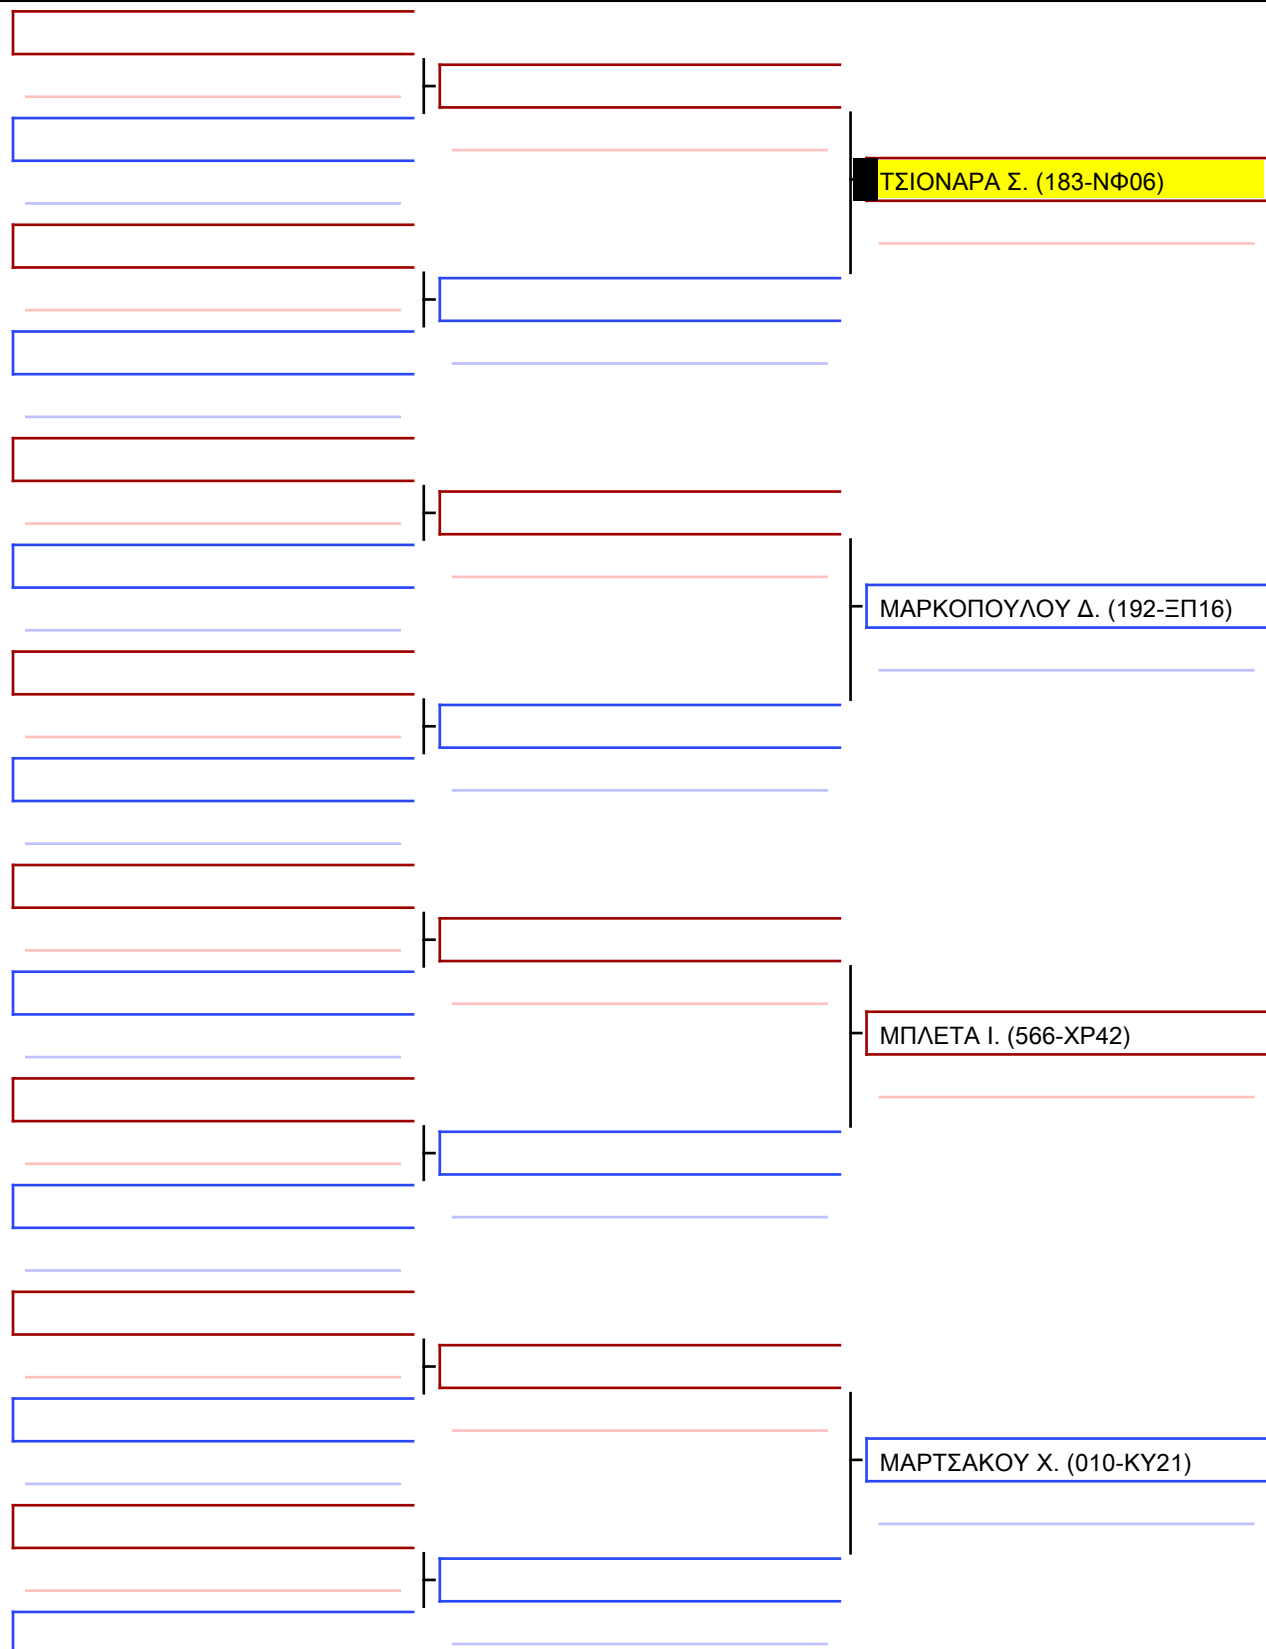 ΤΣΙΟΝΑΡΑ Σ. (183-ΝΦ06)
ΜΑΡΚΟΠΟΥΛΟΥ Δ. (192-ΞΠ16)
ΜΠΛΕΤΑ Ι. (566-ΧΡ42)
ΜΑΡΤΣΑΚΟΥ Χ. (010-ΚΥ21)